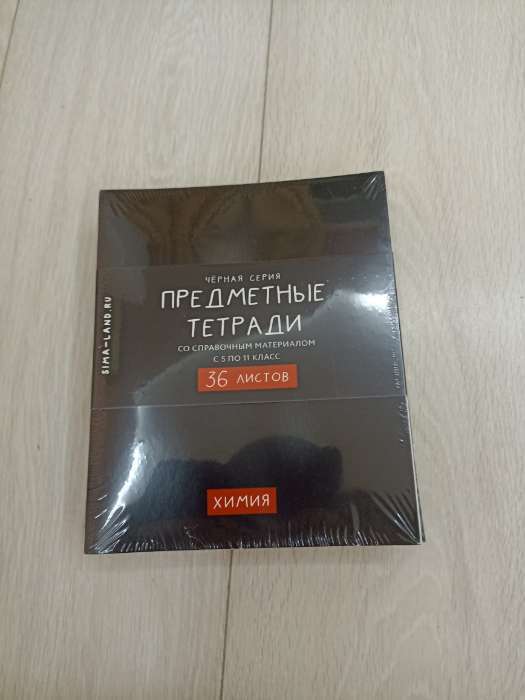 ЧЁРНАЯ СЕРИЯ
ПРЕДМЕТНЫЕ
ТЕТРАДИ
СО СПРАВОЧНЫМ МАТЕРИАЛОМ
С 5 ПО 11 КЛАСС
36 ЛИСТОВ
SIMA-LAND.RU
ХИМИЯ